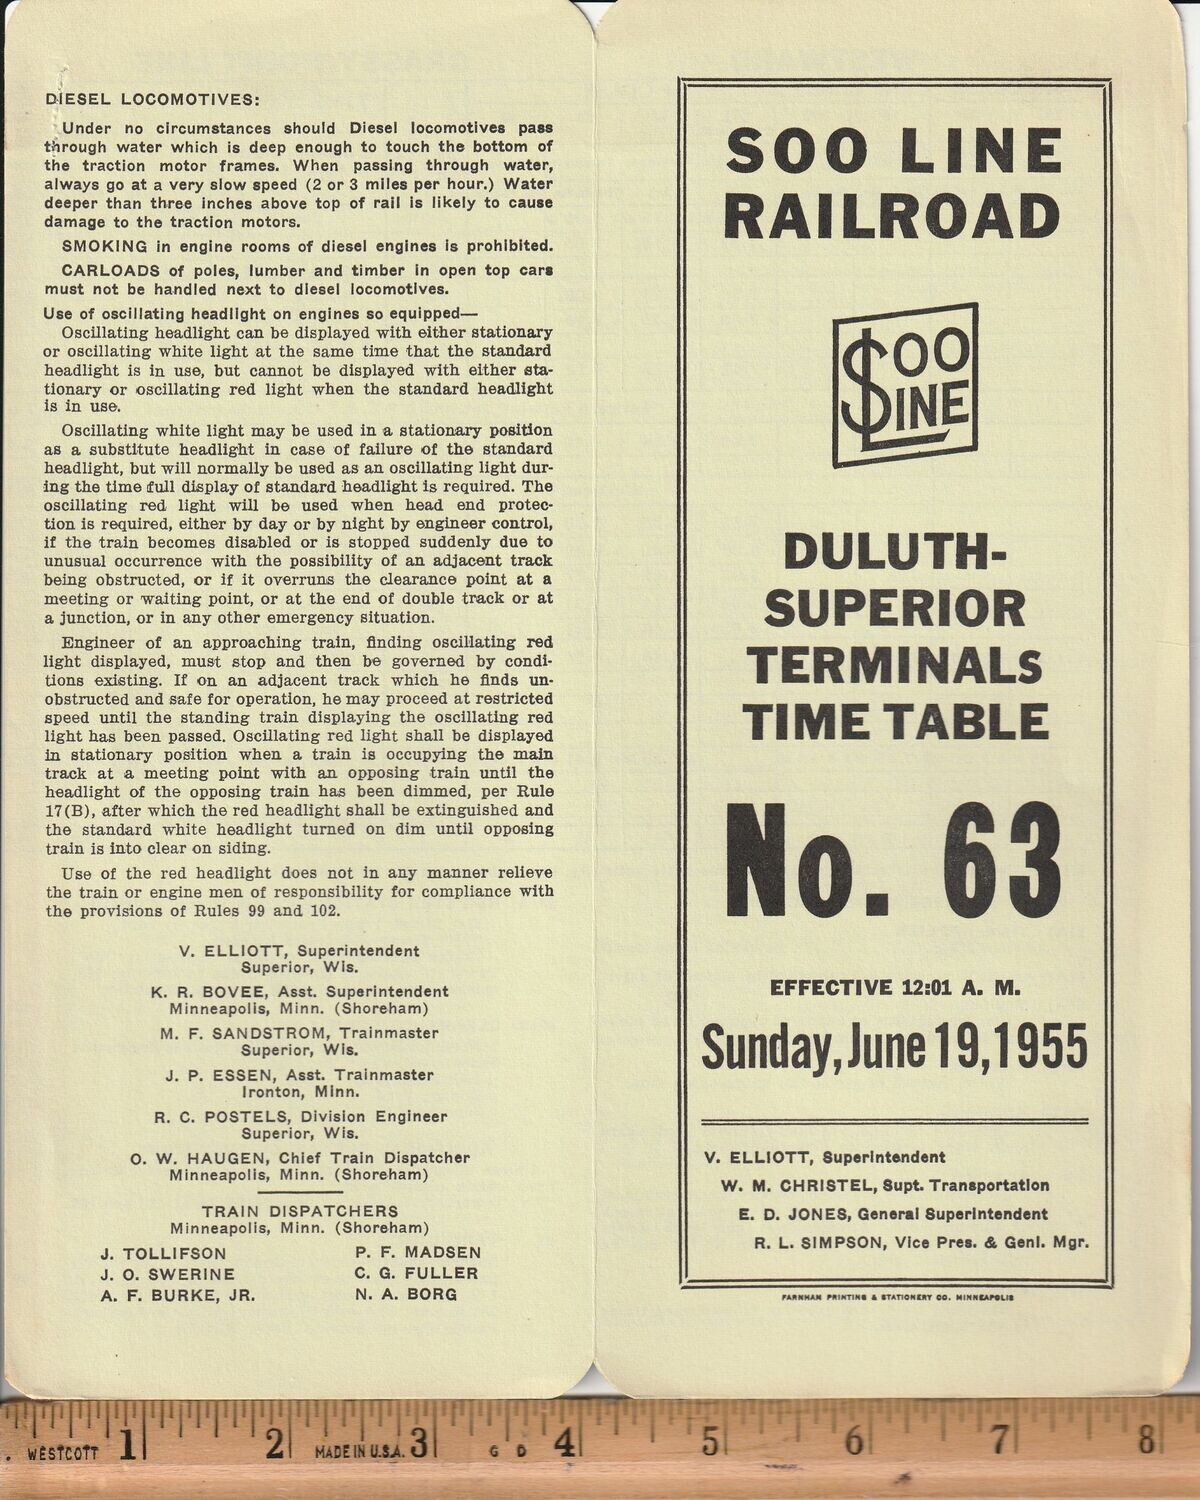 DIESEL LOCOMOTIVES:
Under no circumstances should Diesel locomotives pass
through water which is deep enough to touch the bottom of
the traction motor frames. When passing through water,
always go at a very slow speed (2 or 3 miles per hour.) Water
deeper than three inches above top of rail is likely to cause
damage to the traction motors.
SMOKING in engine rooms of diesel engines is prohibited.
CARLOADS of poles, lumber and timber in open top cars
must not be handled next to diesel locomotives.
Use of oscillating headlight on engines so equipped—
Oscillating headlight can be displayed with either stationary
or oscillating white light at the same time that the standard
headlight is in use, but cannot be displayed with either sta-
tionary or oscillating red light when the standard headlight
is in use.
Oscillating white light may be used in a stationary position
as a substitute headlight in case of failure of the standard
headlight, but will normally be used as an oscillating light dur-
ing the time full display of standard headlight is required. The
oscillating red light will be used when head end protec-
tion is required, either by day or by night by engineer control,
if the train becomes disabled or is stopped suddenly due to
unusual occurrence with the possibility of an adjacent track
being obstructed, or if it overruns the clearance point at a
meeting or waiting point, or at the end of double track or at
a junction, or in any other emergency situation.
Engineer of an approaching train, finding oscillating red
light displayed, must stop and then be governed by condi-
tions existing. If on an adjacent track which he finds un-
obstructed and safe for operation, he may proceed at restricted
speed until the standing train displaying the oscillating red
light has been passed. Oscillating red light shall be displayed
in stationary position when a train is occupying the main
track at a meeting point with an opposing train until the
headlight of the opposing train has been dimmed, per Rule
17(B), after which the red headlight shall be extinguished and
the standard white headlight turned on dim until opposing
train is into clear on siding.
Use of the red headlight does not in any manner relieve
the train or engine men of responsibility for compliance with
the provisions of Rules 99 and 102.
V. ELLIOTT, Superintendent
Superior, Wis.
K. R. BOVEE, Asst. Superintendent
Minneapolis, Minn. (Shoreham)
M. F. SANDSTROM, Trainmaster
Superior, Wis.
J. P. ESSEN, Asst. Trainmaster
Ironton, Minn.
R. C. POSTELS, Division Engineer
Superior, Wis.
O. W. HAUGEN, Chief Train Dispatcher
Minneapolis, Minn. (Shoreham)
TRAIN DISPATCHERS
Minneapolis, Minn. (Shoreham)
J. TOLLIFSON P. F. MADSEN
J. O. SWERINE C. G. FULLER
A. F. BURKE, JR. N. A. BORG
SOO LINE
RAILROAD
SOO
LINE
DULUTH-
SUPERIOR
TERMINALS
TIME TABLE
No. 63
EFFECTIVE 12:01 A. M.
Sunday, June 19, 1955
V. ELLIOTT, Superintendent
W. M. CHRISTEL, Supt. Transportation
E. D. JONES, General Superintendent
R. L. SIMPSON, Vice Pres. & Genl. Mgr.
FARNHAM PRINTING & STATIONERY CO. MINNEAPOLIS
WESTCOTT 1 2 MADE IN U.S.A. 3 G D 4 5 6 7 8